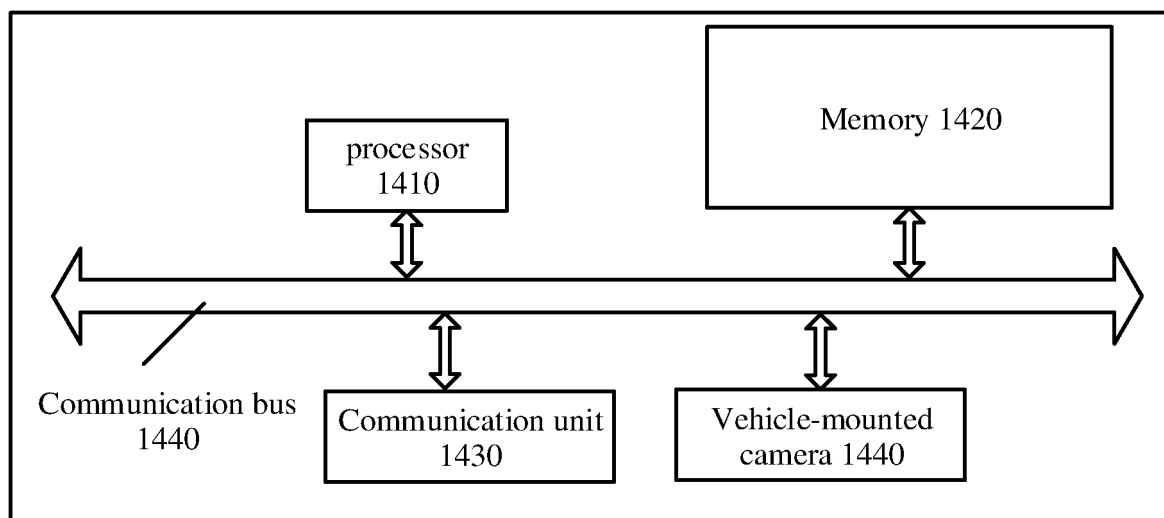 Memory 1420
processor
1410
Communication bus
1440
Communication unit
1430
Vehicle-mounted
camera 1440